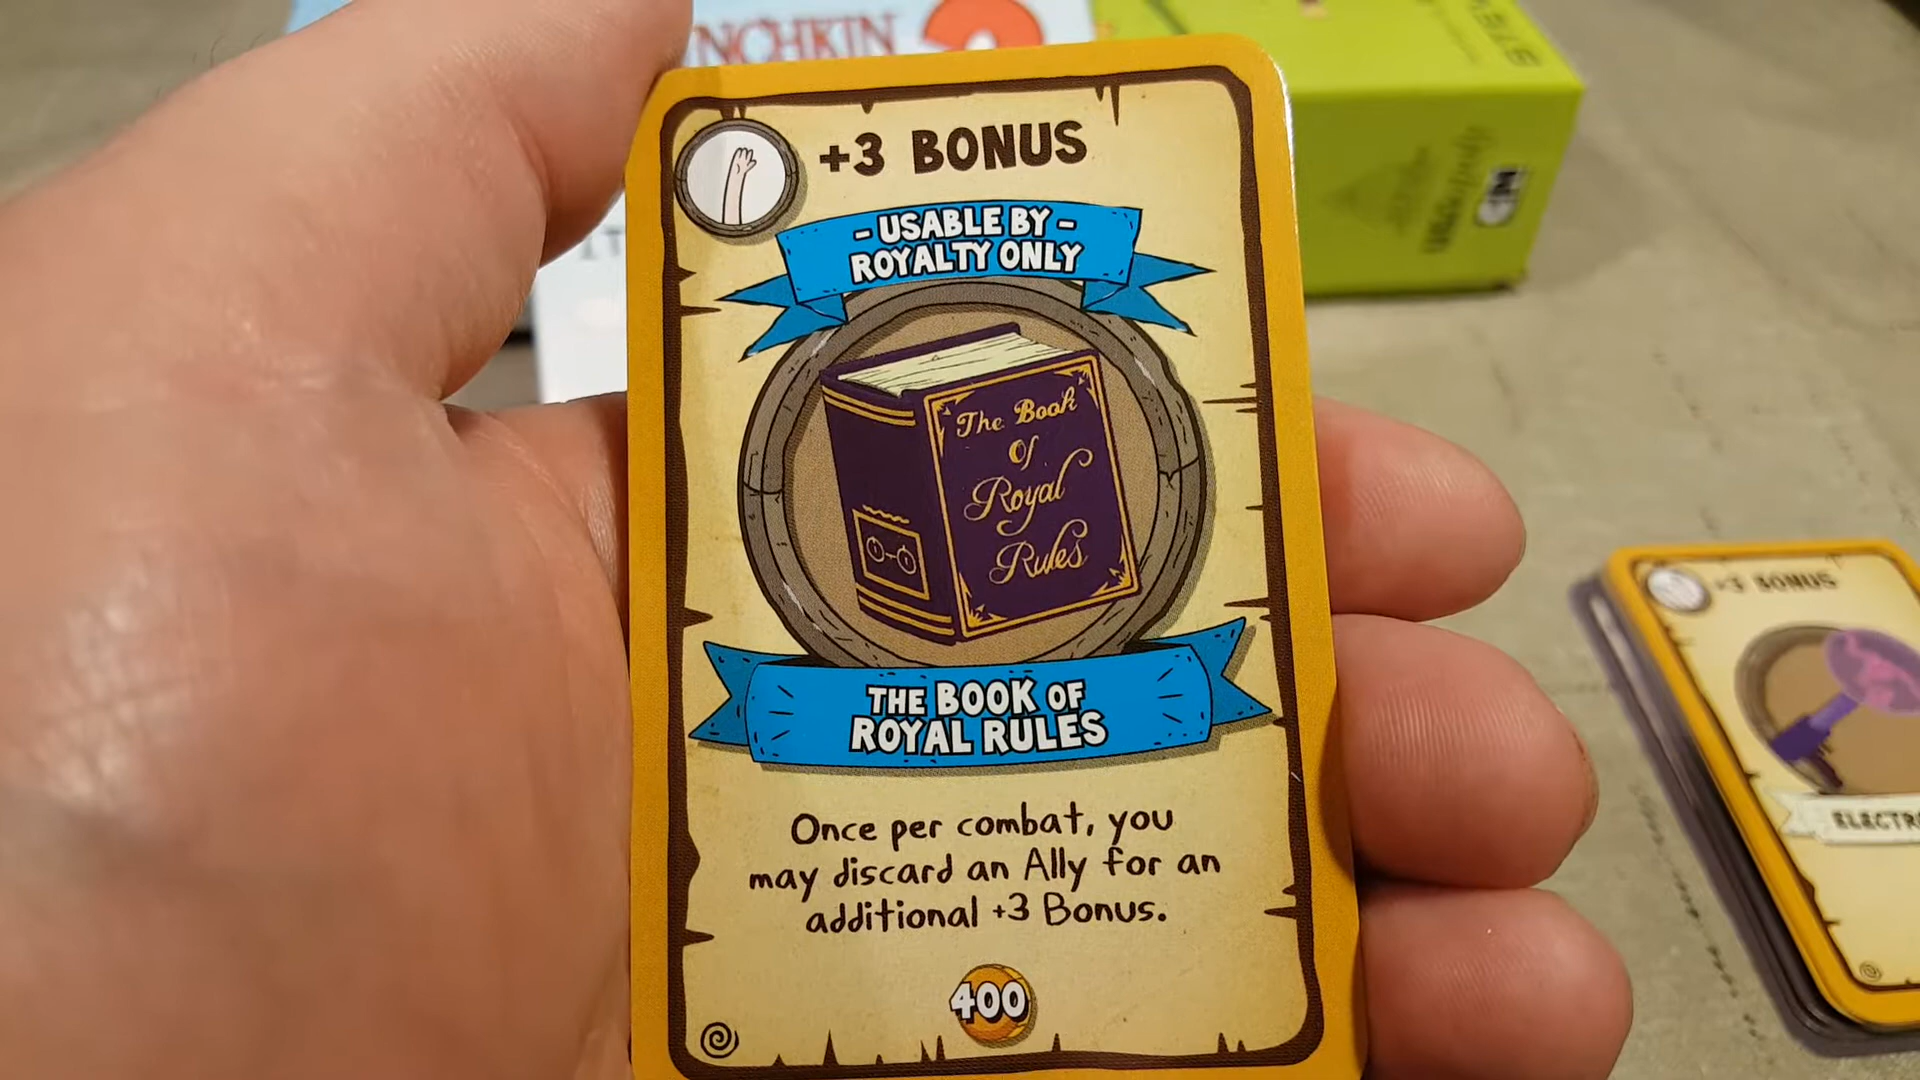 NCHKIN
+3 BONUS
- USABLE BY -
ROYALTY ONLY
The Book
Of
Royal
Rules
THE BOOK OF
ROYAL RULES
Once per combat, you
may discard an Ally for an
additional +3 Bonus.
400
+3 BONUS
ELECTR